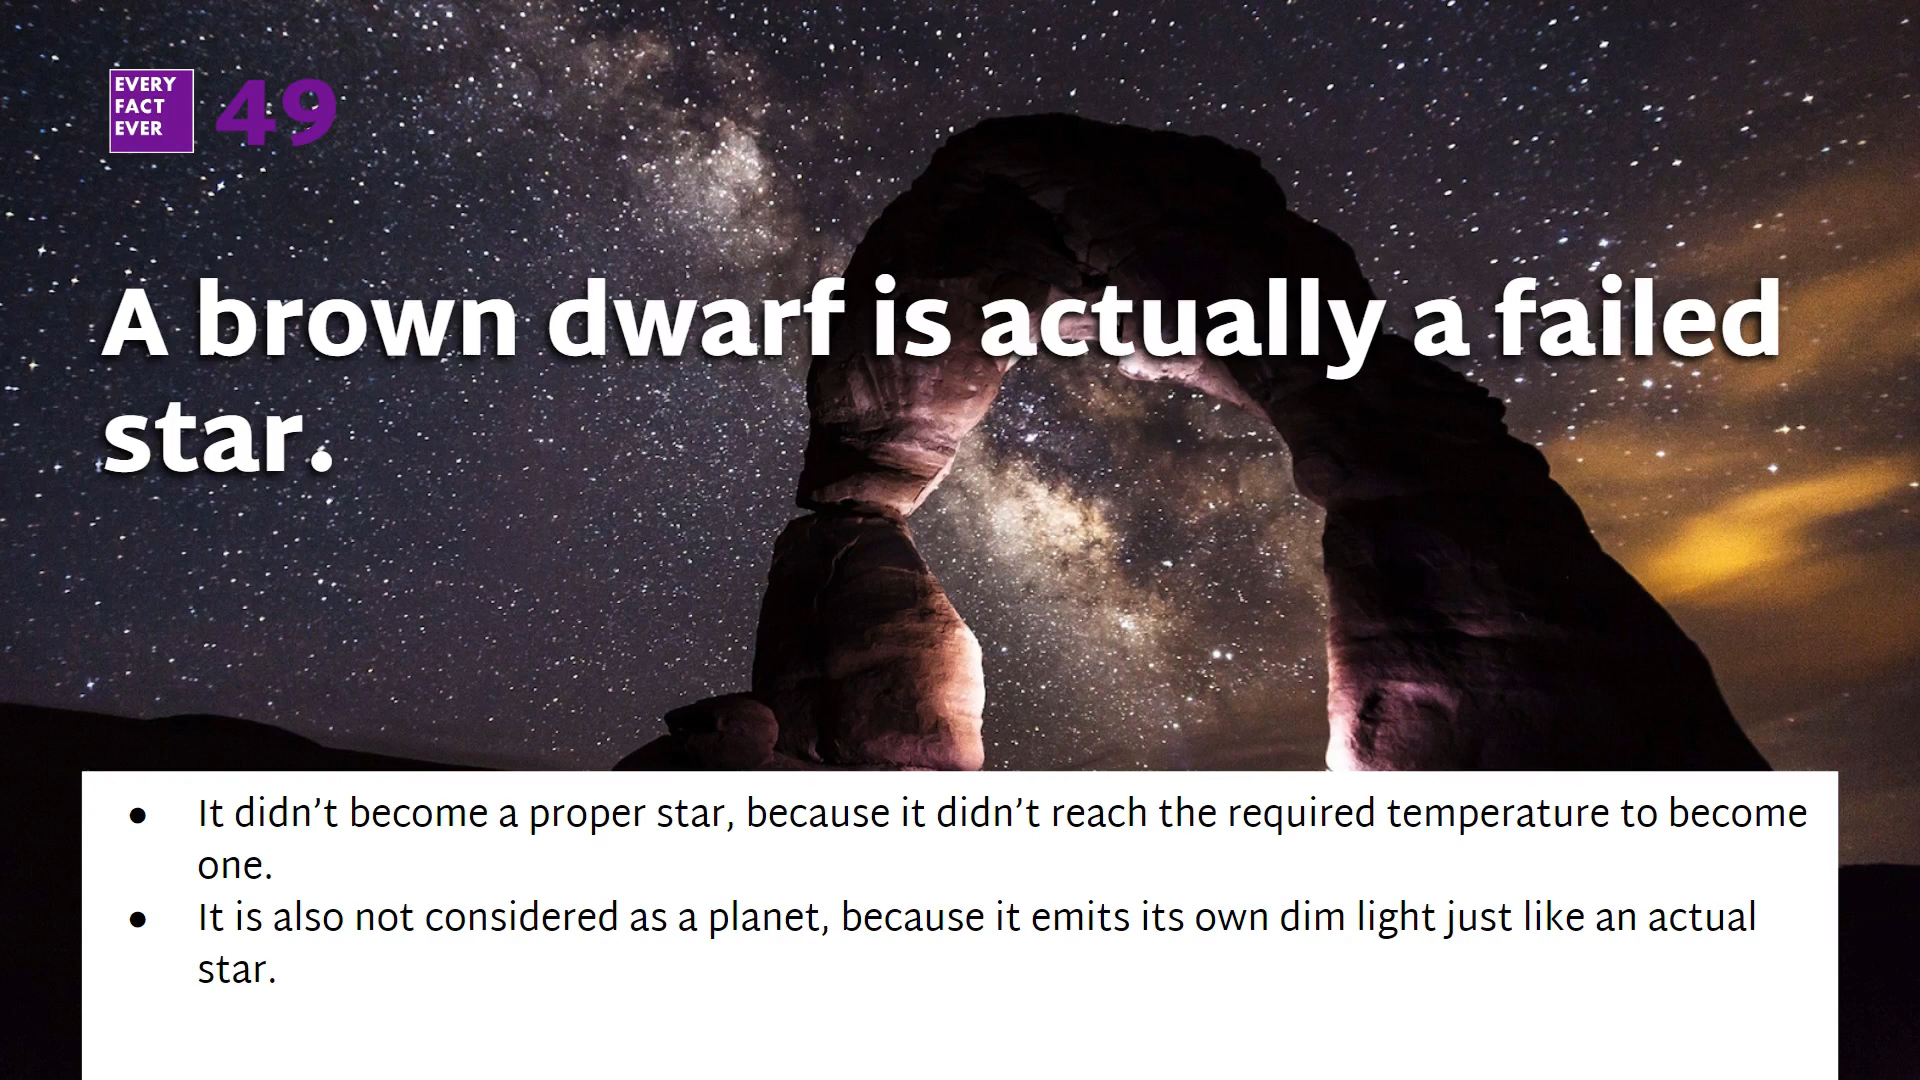 EVERY
FACT
EVER
49
A brown dwarf is actually a failed
star.
● It didn’t become a proper star, because it didn’t reach the required temperature to become
one.
● It is also not considered as a planet, because it emits its own dim light just like an actual
star.